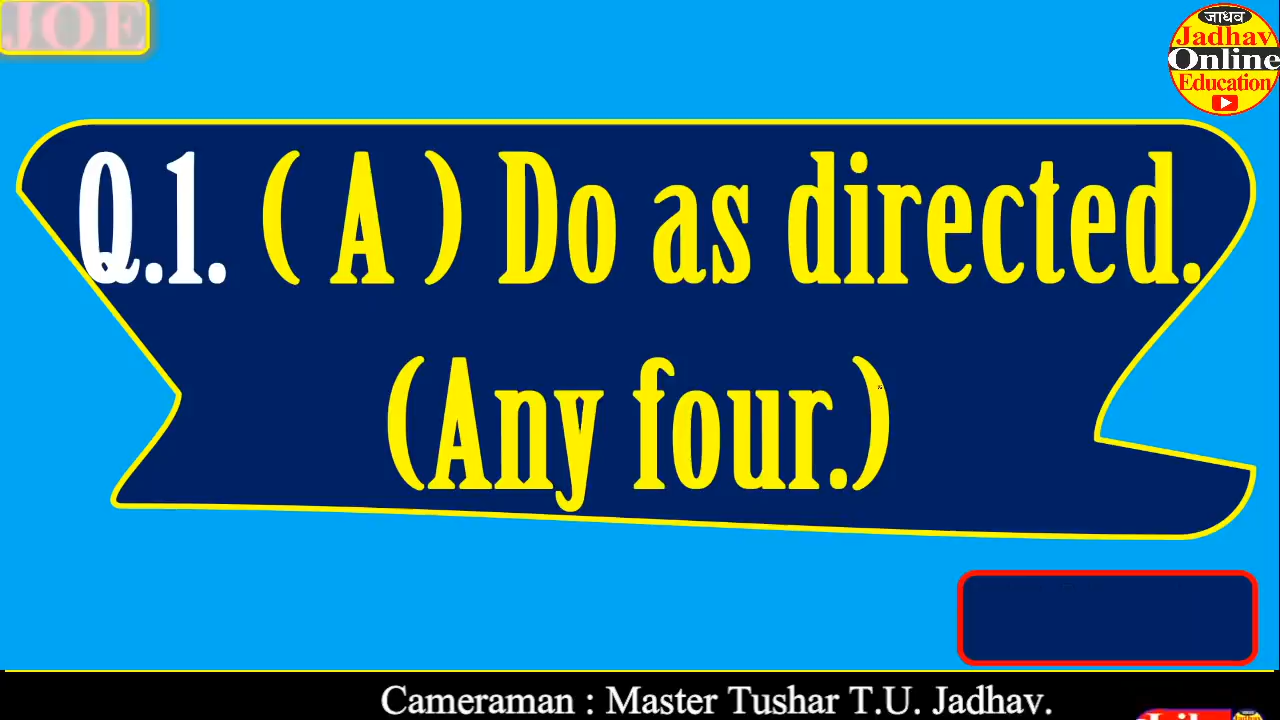 JOE
जाधव
Jadhav
Online
Education
Q.1. ( A ) Do as directed.
(Any four.)
Cameraman : Master Tushar T.U. Jadhav.